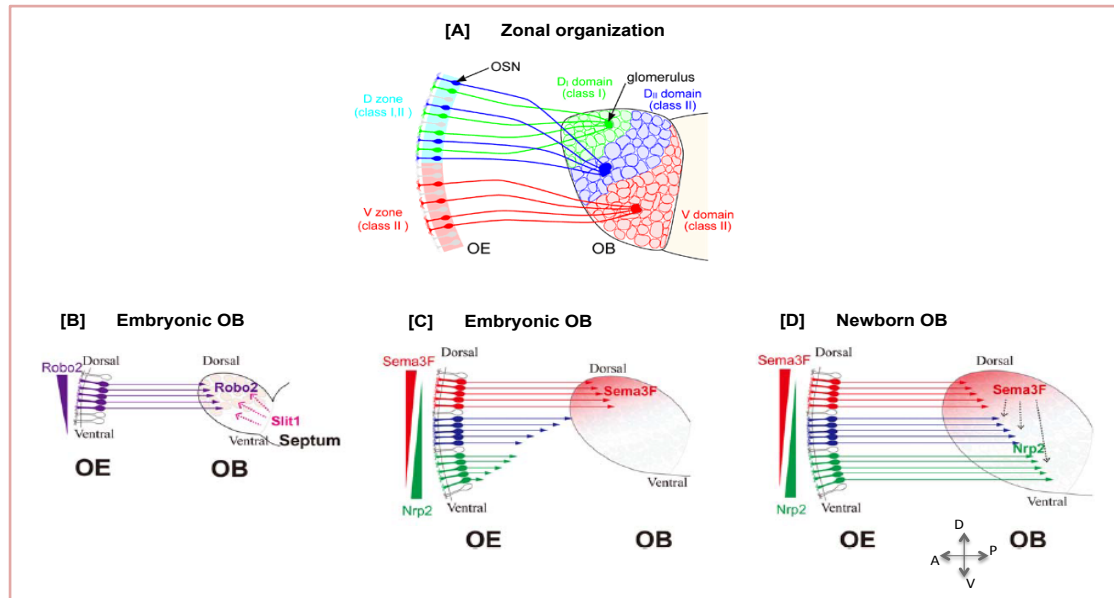 [A] Zonal organization
OSN
glomerulus
D zone
(class I,II)
DI domain
(class I)
DII domain
(class II)
V zone
(class II )
V domain
(class II)
OE
OB
[B] Embryonic OB
Robo2
Dorsal
Dorsal
Robo2
Slit1
Ventral
Ventral
Septum
OE
OB
[C] Embryonic OB
Sema3F
Dorsal
Dorsal
Sema3F
Ventral
Nrp2
Ventral
OE
OB
[D] Newborn OB
Sema3F
Dorsal
Dorsal
Sema3F
Nrp2
Ventral
Nrp2
Ventral
OE
OB
D
A
P
V